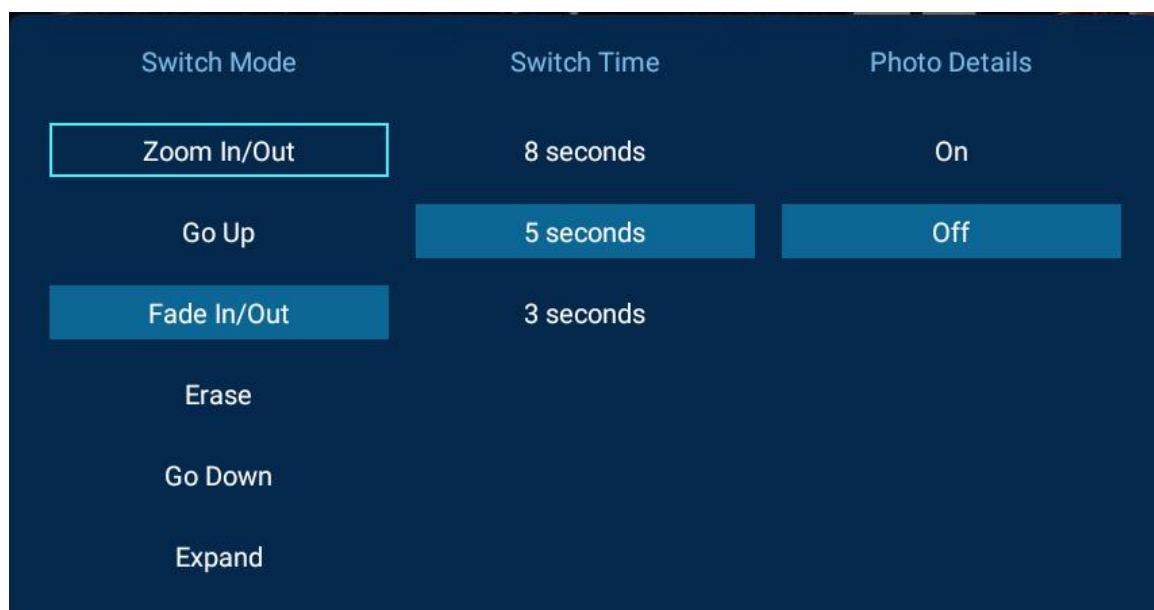 Switch Mode Switch Time Photo Details
Zoom In/Out 8 seconds On
Go Up 5 seconds Off
Fade In/Out 3 seconds
Erase
Go Down
Expand